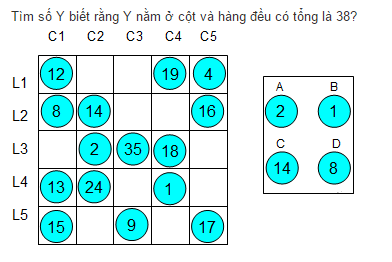 Tìm số Y biết rằng Y nằm ở cột và hàng đều có tổng là 38?
C1 C2 C3 C4 C5
L1 12 19 4
L2 8 14 16
L3 2 35 18
L4 13 24 1
L5 15 9 17
A B
2 1
C D
14 8